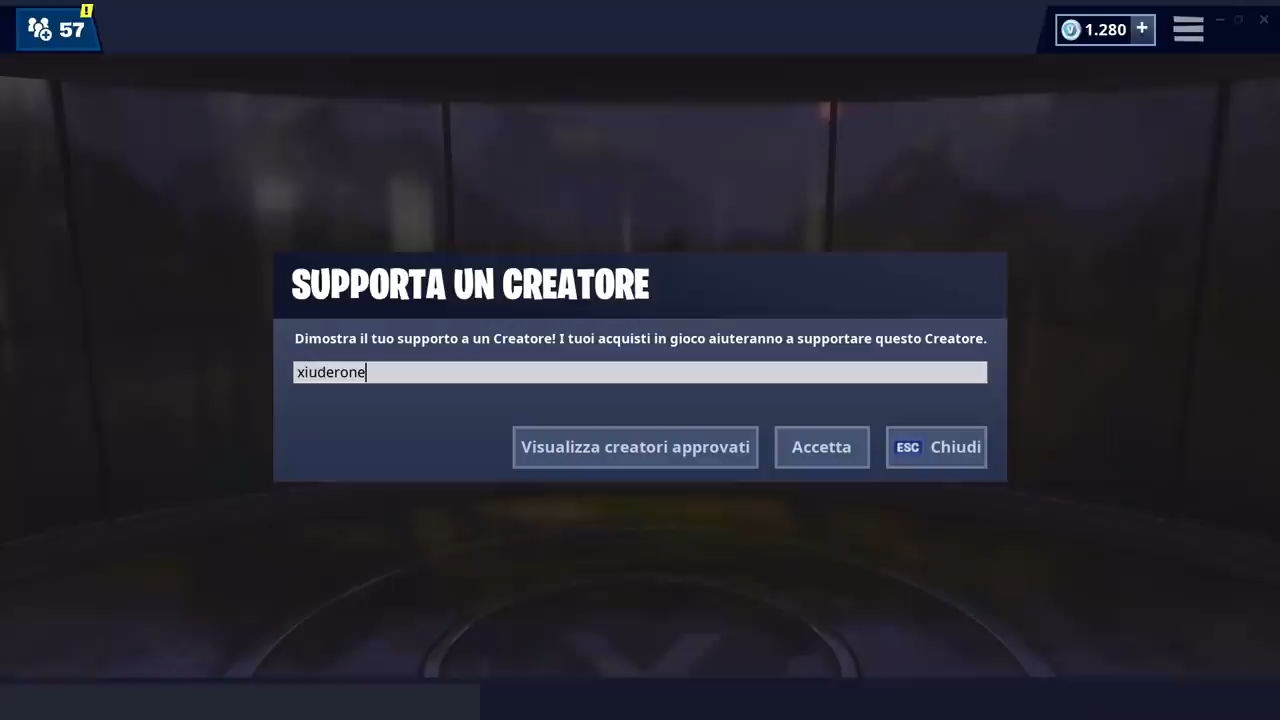 ! 57
1.280 +
SUPPORTA UN CREATORE
Dimostra il tuo supporto a un Creatore! I tuoi acquisti in gioco aiuteranno a supportare questo Creatore.
xiuderone
Visualizza creatori approvati
Accetta
ESC Chiudi